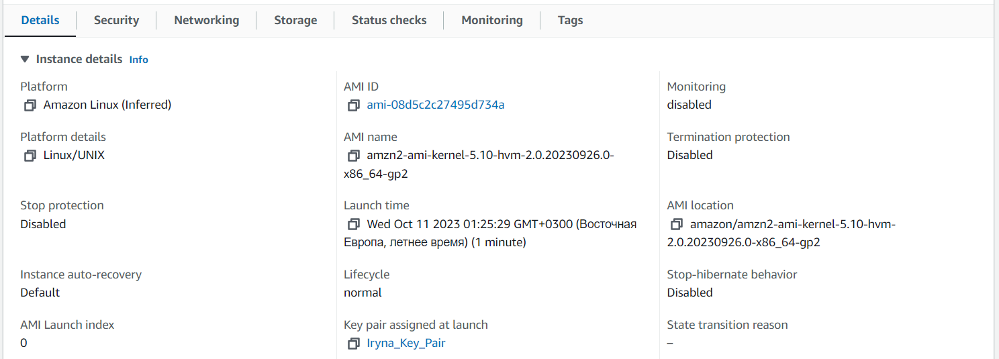 Details
Security
Networking
Storage
Status checks
Monitoring
Tags
Instance details Info
Platform
Amazon Linux (Inferred)
AMI ID
ami-08d5c2c27495d734a
Monitoring
disabled
Platform details
Linux/UNIX
AMI name
amzn2-ami-kernel-5.10-hvm-2.0.20230926.0-
x86_64-gp2
Termination protection
Disabled
Stop protection
Disabled
Launch time
Wed Oct 11 2023 01:25:29 GMT+0300 (Восточная
Европа, летнее время) (1 minute)
AMI location
amazon/amzn2-ami-kernel-5.10-hvm-
2.0.20230926.0-x86_64-gp2
Instance auto-recovery
Default
Lifecycle
normal
Stop-hibernate behavior
Disabled
AMI Launch index
0
Key pair assigned at launch
Iryna_Key_Pair
State transition reason
–